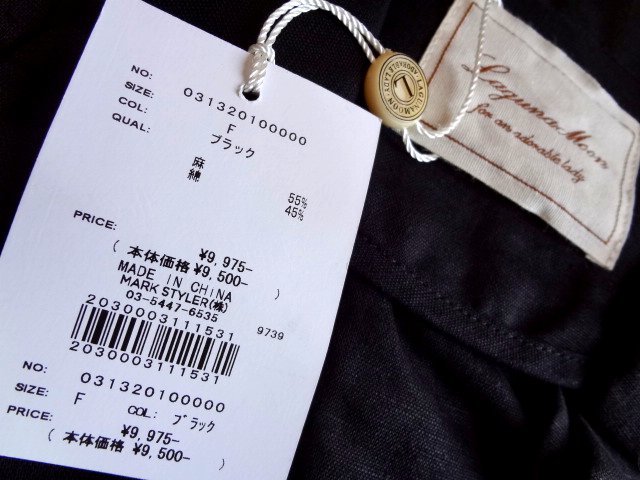 NO: 031320100000
SIZE: F
COL: ブラック
QUAL:
麻 55%
綿 45%
PRICE: ¥9,975-
( 本体価格 ¥9,500- )
MADE IN CHINA
MARK STYLER(株)
03-5447-6535
2030003111531
9739
2030003111531
NO: 031320100000
SIZE: F COL: ブラック
PRICE: ¥9,975-
( 本体価格 ¥9,500- )
Laguna Moon
for an adorable lady